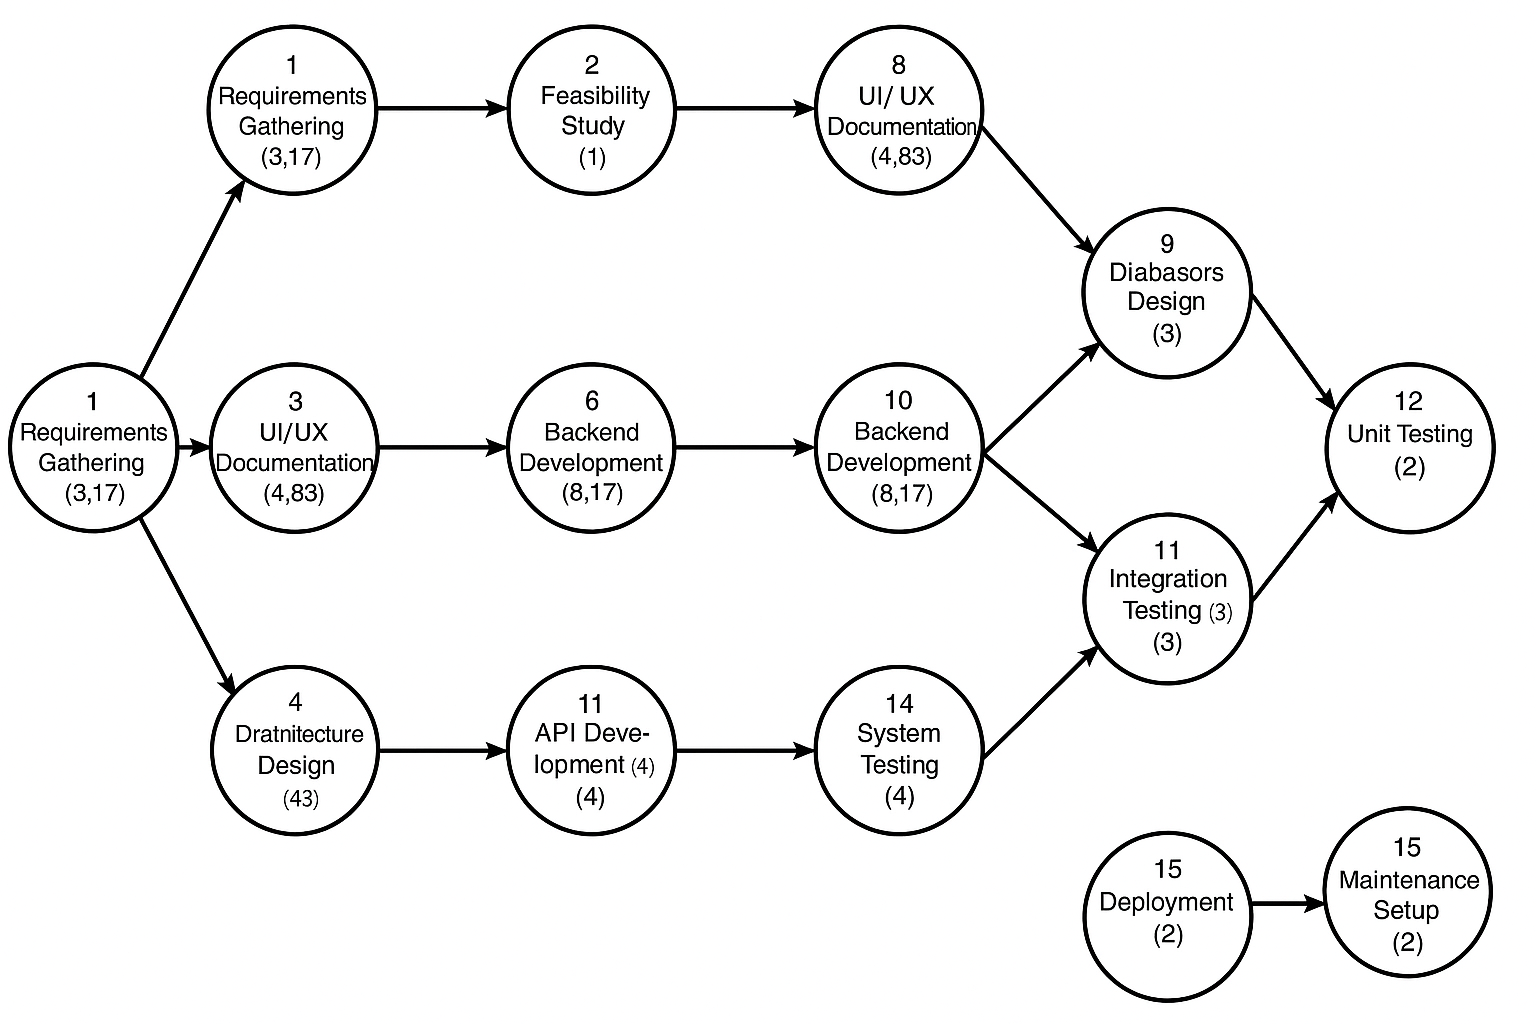 1
Requirements
Gathering
(3,17)
2
Feasibility
Study
(1)
8
UI/ UX
Documentation
(4,83)
9
Diabasors
Design
(3)
1
Requirements
Gathering
(3,17)
3
UI/UX
Documentation
(4,83)
6
Backend
Development
(8,17)
10
Backend
Development
(8,17)
12
Unit Testing
(2)
11
Integration
Testing (3)
(3)
4
Dratnitecture
Design
(43)
11
API Deve-
lopment (4)
(4)
14
System
Testing
(4)
15
Deployment
(2)
15
Maintenance
Setup
(2)